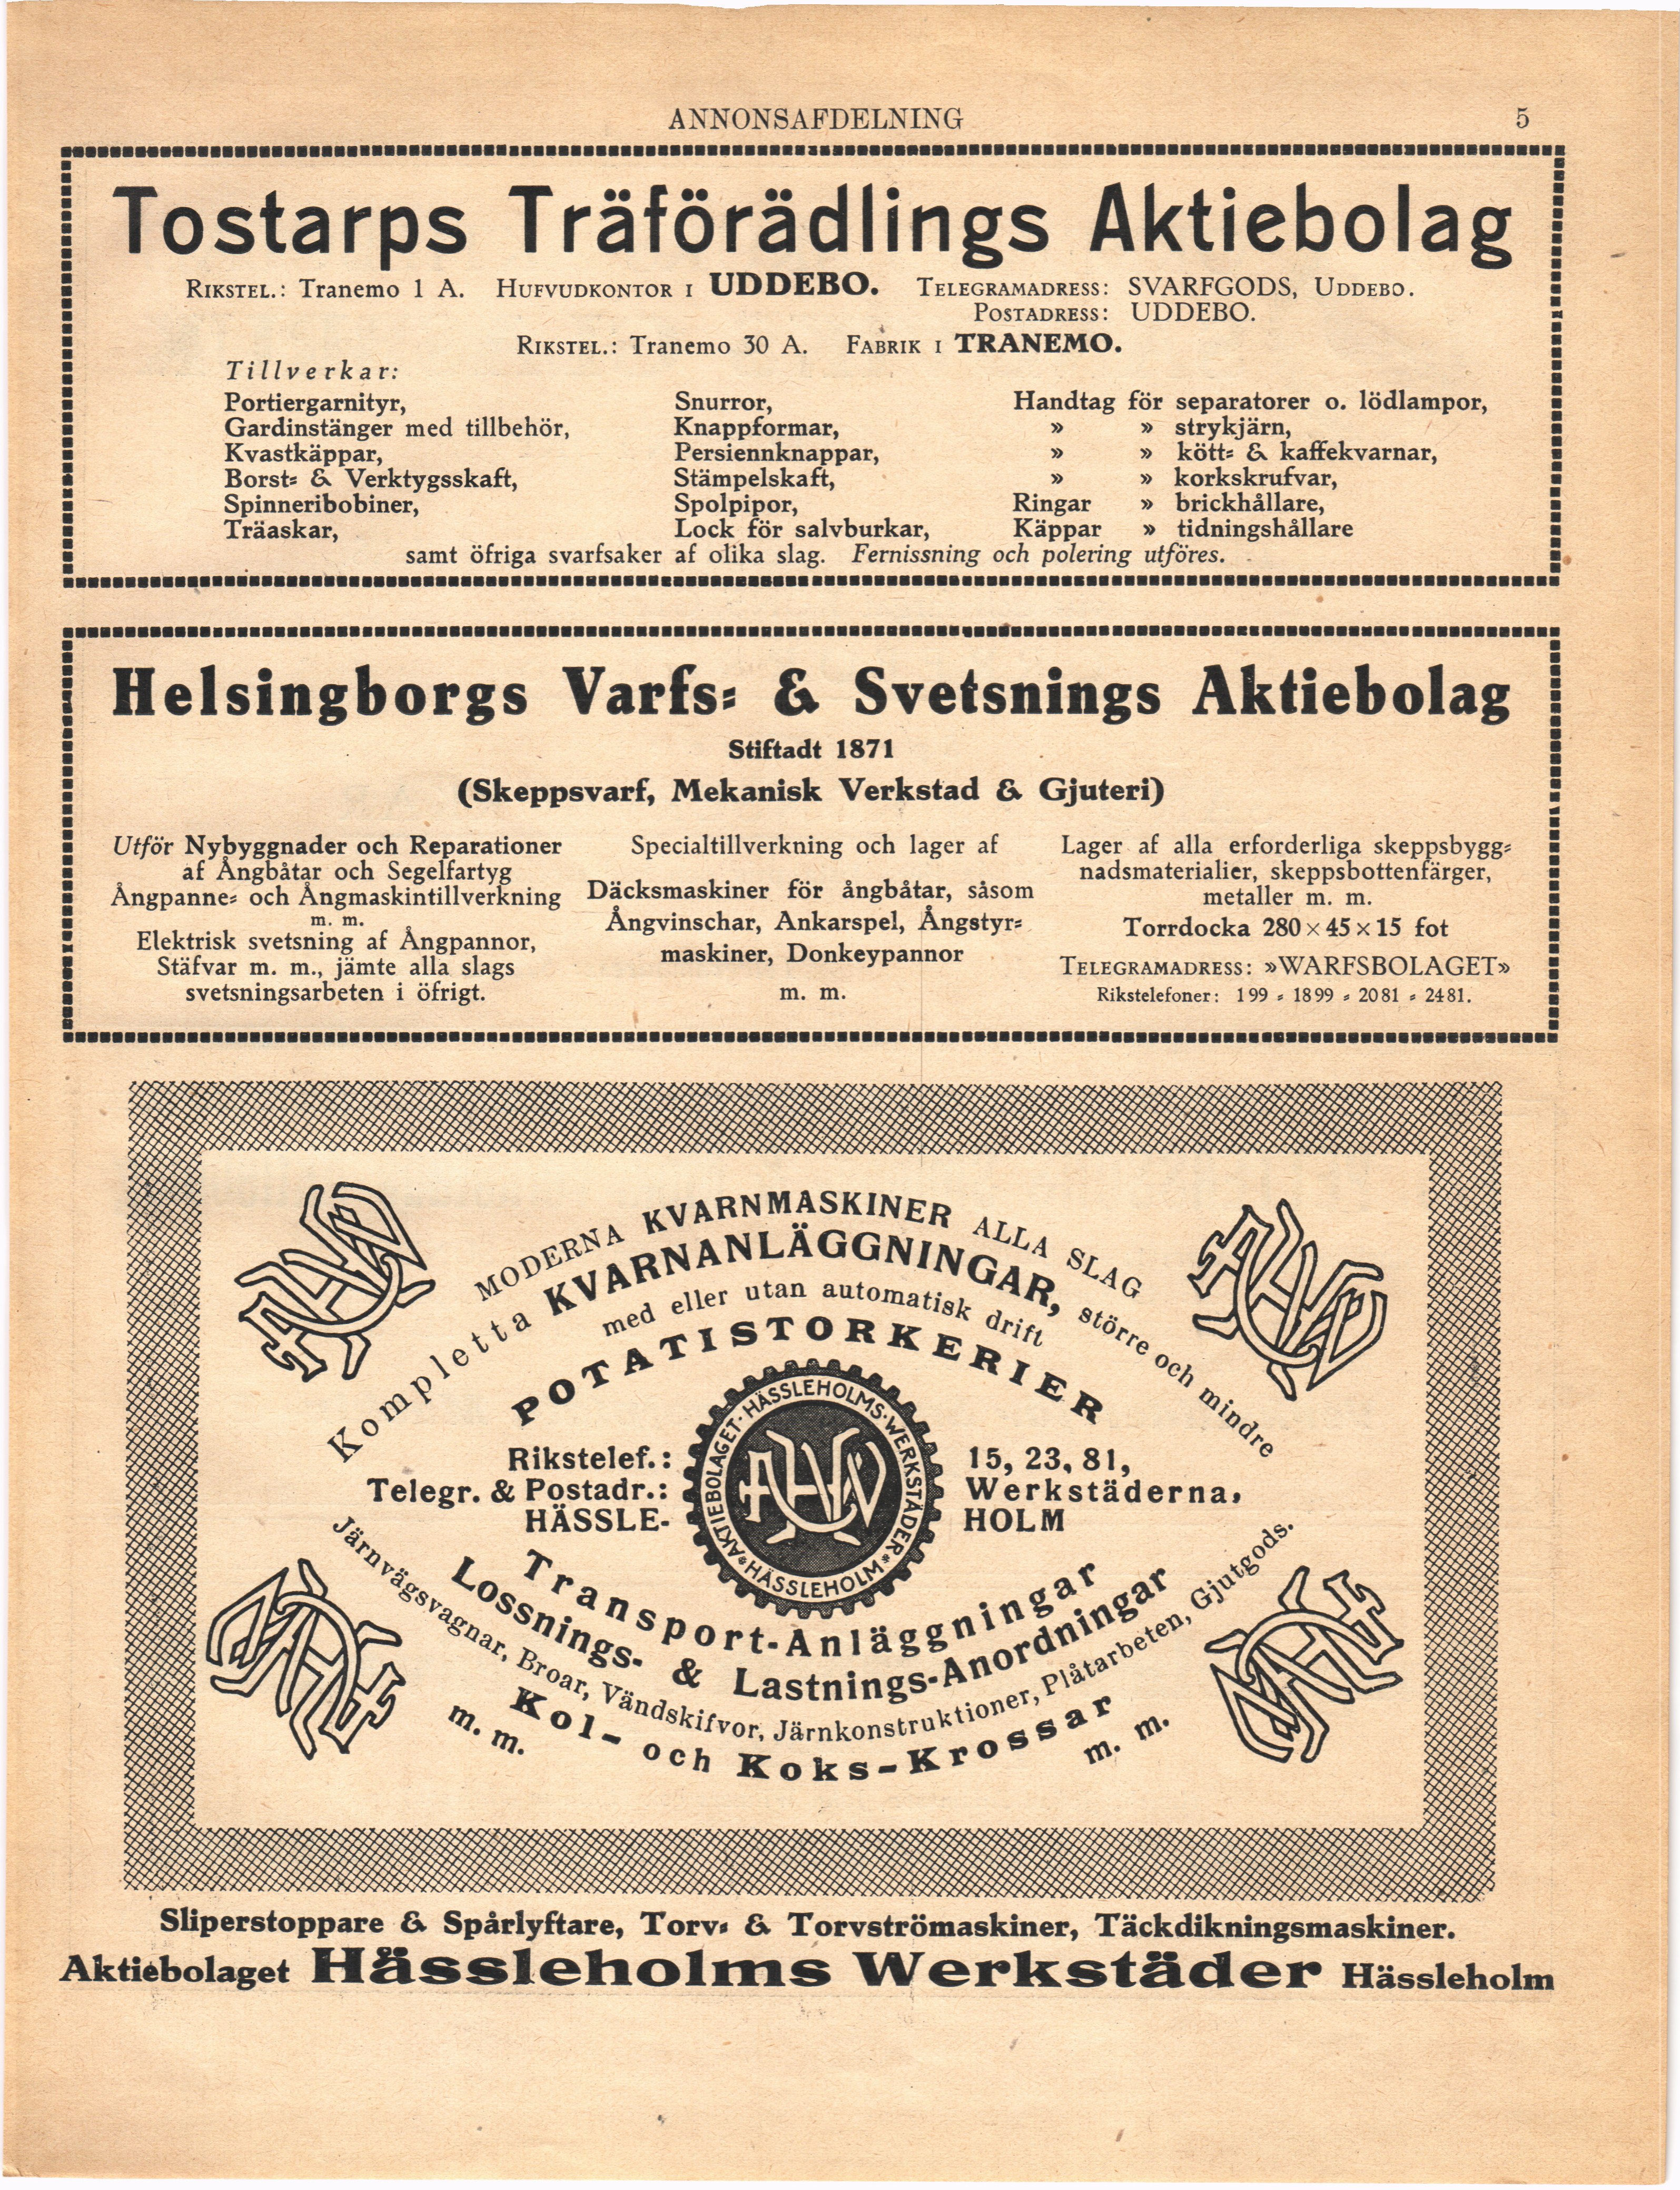 ANNONSAFDELNING 5
Tostarps Träförädlings Aktiebolag
RIKSTEL.: Tranemo 1 A. HUFVUDKONTOR I UDDEBO. TELEGRAMADRESS: SVARFGODS, UDDEBO.
POSTADRESS: UDDEBO.
RIKSTEL.: Tranemo 30 A. FABRIK I TRANEMO.
Tillverkar:
Portiergarnityr,
Gardinstänger med tillbehör,
Kvastkäppar,
Borst- & Verktygsskaft,
Spinneribobiner,
Träaskar,
Snurror,
Knappformar,
Persiennknappar,
Stämpelskaft,
Spolpipor,
Lock för salvburkar,
Handtag för separatorer o. lödlampor,
» » strykjärn,
» » kött- & kaffekvarnar,
» » korkskrufvar,
Ringar » brickhållare,
Käppar » tidningshållare
samt öfriga svarfsaker af olika slag. Fernissning och polering utföres.
Helsingborgs Varfs- & Svetsnings Aktiebolag
Stiftadt 1871
(Skeppsvarf, Mekanisk Verkstad & Gjuteri)
Utför Nybyggnader och Reparationer
af Ångbåtar och Segelfartyg
Ångpanne- och Ångmaskintillverkning
m. m.
Elektrisk svetsning af Ångpannor,
Stäfvar m. m., jämte alla slags
svetsningsarbeten i öfrigt.
Specialtillverkning och lager af
Däcksmaskiner för ångbåtar, såsom
Ångvinschar, Ankarspel, Ångstyr-
maskiner, Donkeypannor
m. m.
Lager af alla erforderliga skeppsbygg-
nadsmaterialier, skeppsbottenfärger,
metaller m. m.
Torrdocka 280×45×15 fot
TELEGRAMADRESS: »WARFSBOLAGET»
Rikstelefoner: 199 - 1899 - 2081 - 2481.
MODERNA KVARNMASKINER ALLA SLAG
Kompletta KVARNANLÄGGNINGAR, större och mindre
med eller utan automatisk drift
POTATISTORKERIER
AKTIEBOLAGET·HÄSSLEHOLMS·WERKSTÄDER
*HÄSSLEHOLM*
AHW
Rikstelef.: 15, 23, 81,
Telegr. & Postadr.: Werkstäderna,
HÄSSLE- HOLM
Transport-Anläggningar
Lossnings- & Lastnings-Anordningar
Järnvägsvagnar, Broar, Vändskifvor, Järnkonstruktioner, Plåtarbeten, Gjutgods.
Kol- och Koks-Krossar
m. m. m. m.
Sliperstoppare & Spårlyftare, Torv- & Torvströmaskiner, Täckdikningsmaskiner.
Aktiebolaget Hässleholms Werkstäder Hässleholm